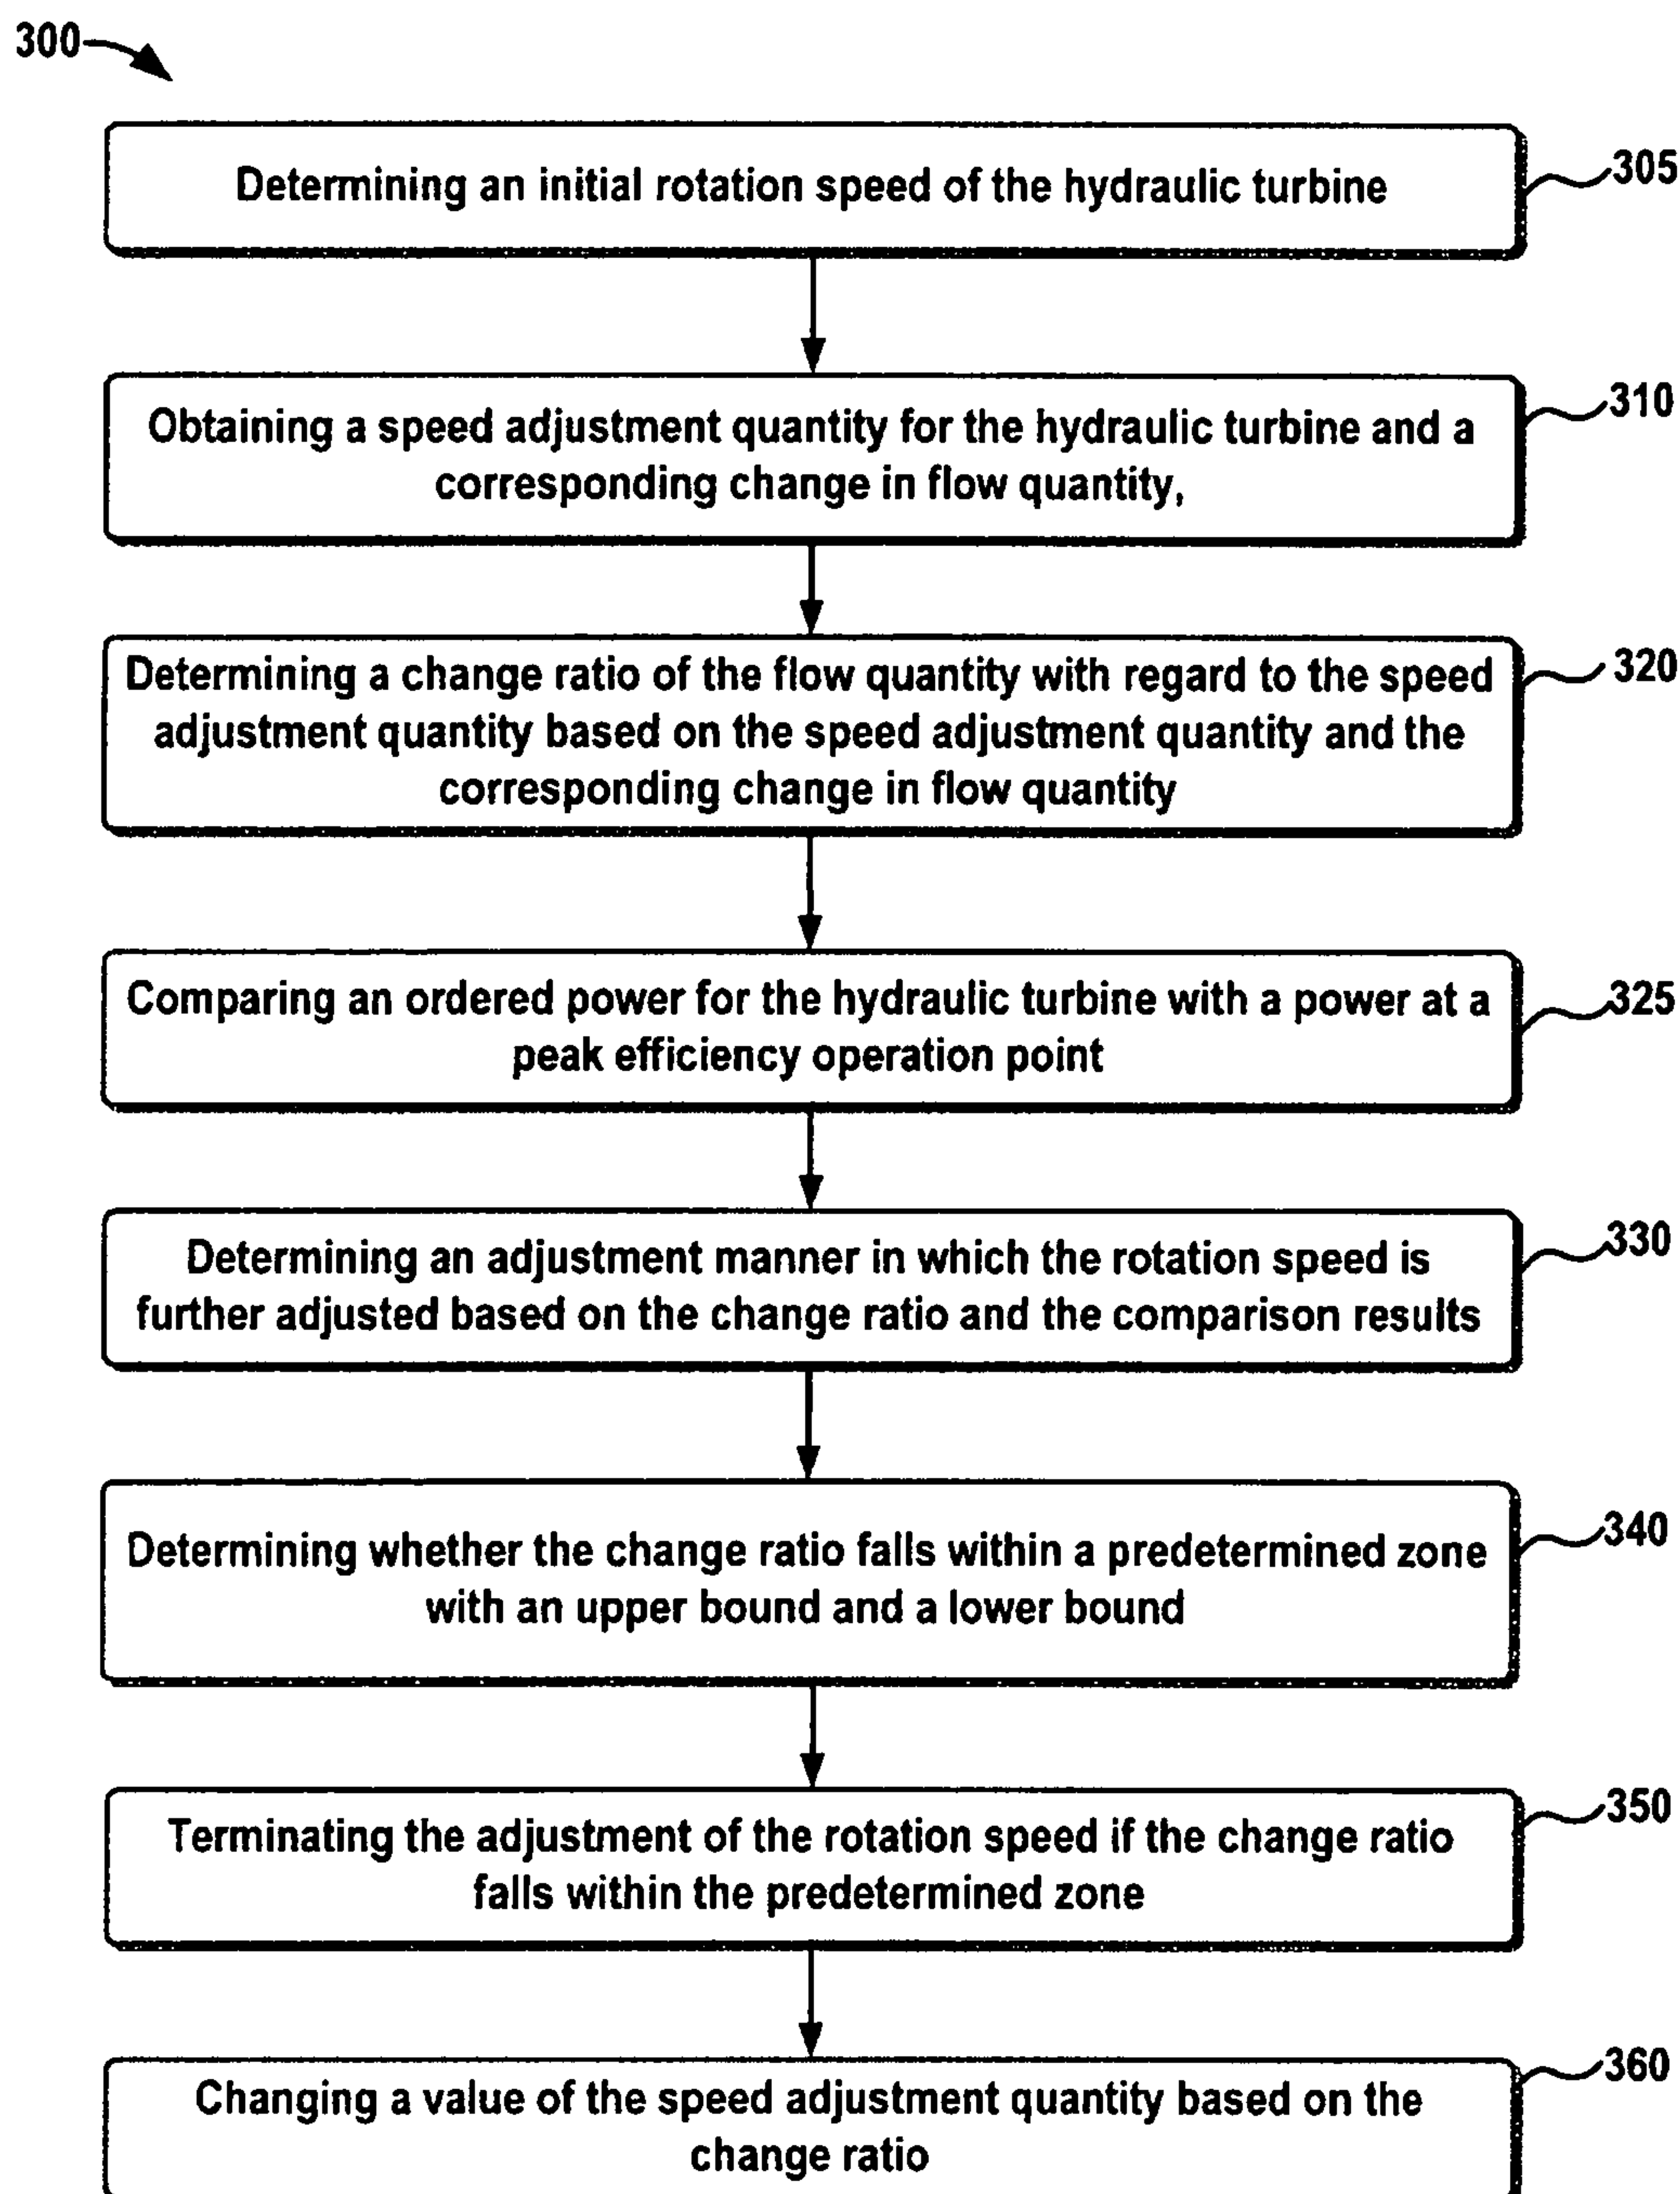 300
Determining an initial rotation speed of the hydraulic turbine
305
Obtaining a speed adjustment quantity for the hydraulic turbine and a
corresponding change in flow quantity,
310
Determining a change ratio of the flow quantity with regard to the speed
adjustment quantity based on the speed adjustment quantity and the
corresponding change in flow quantity
320
Comparing an ordered power for the hydraulic turbine with a power at a
peak efficiency operation point
325
Determining an adjustment manner in which the rotation speed is
further adjusted based on the change ratio and the comparison results
330
Determining whether the change ratio falls within a predetermined zone
with an upper bound and a lower bound
340
Terminating the adjustment of the rotation speed if the change ratio
falls within the predetermined zone
350
Changing a value of the speed adjustment quantity based on the
change ratio
360